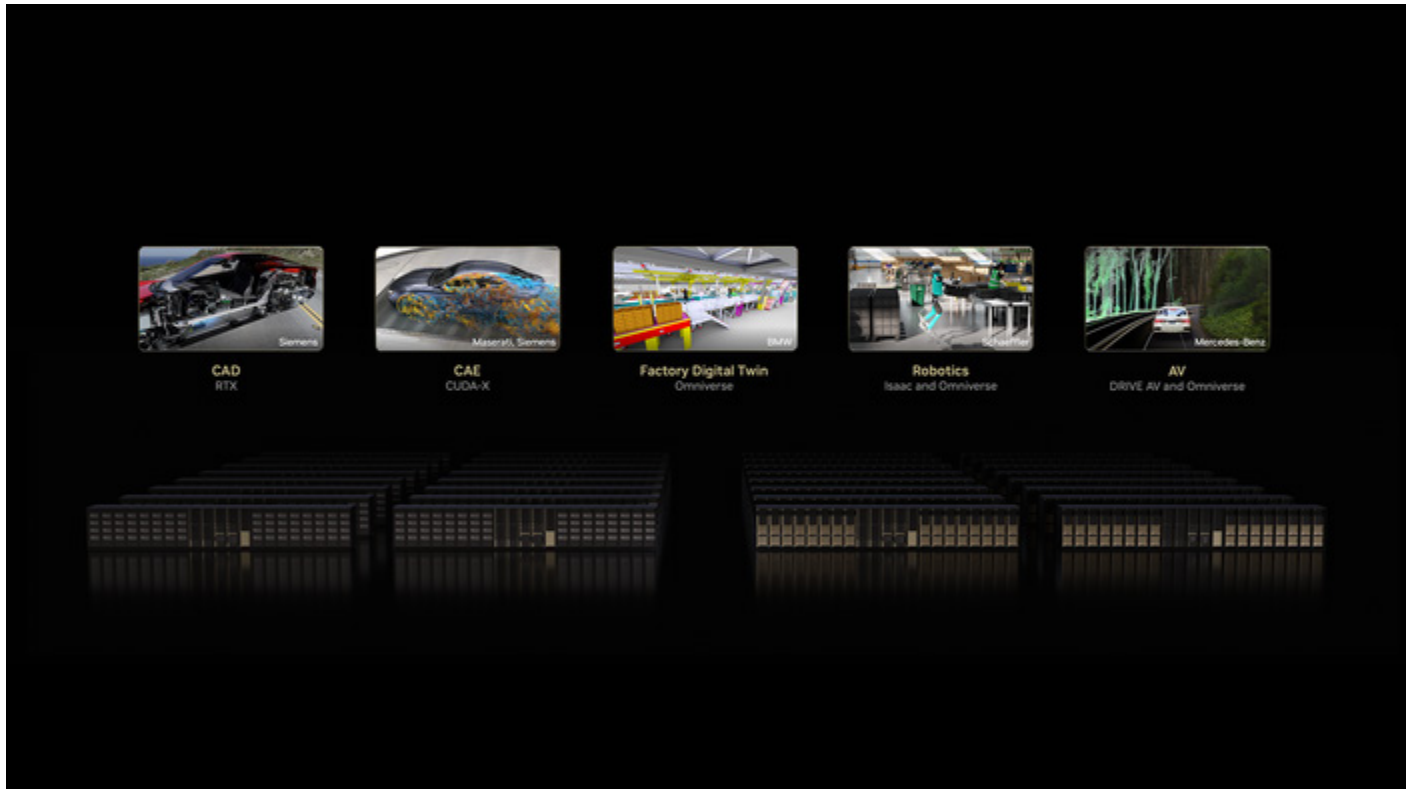 Siemens
Maserati, Siemens
BMW
Schaeffler
Mercedes-Benz
CAD
RTX
CAE
CUDA-X
Factory Digital Twin
Omniverse
Robotics
Isaac and Omniverse
AV
DRIVE AV and Omniverse